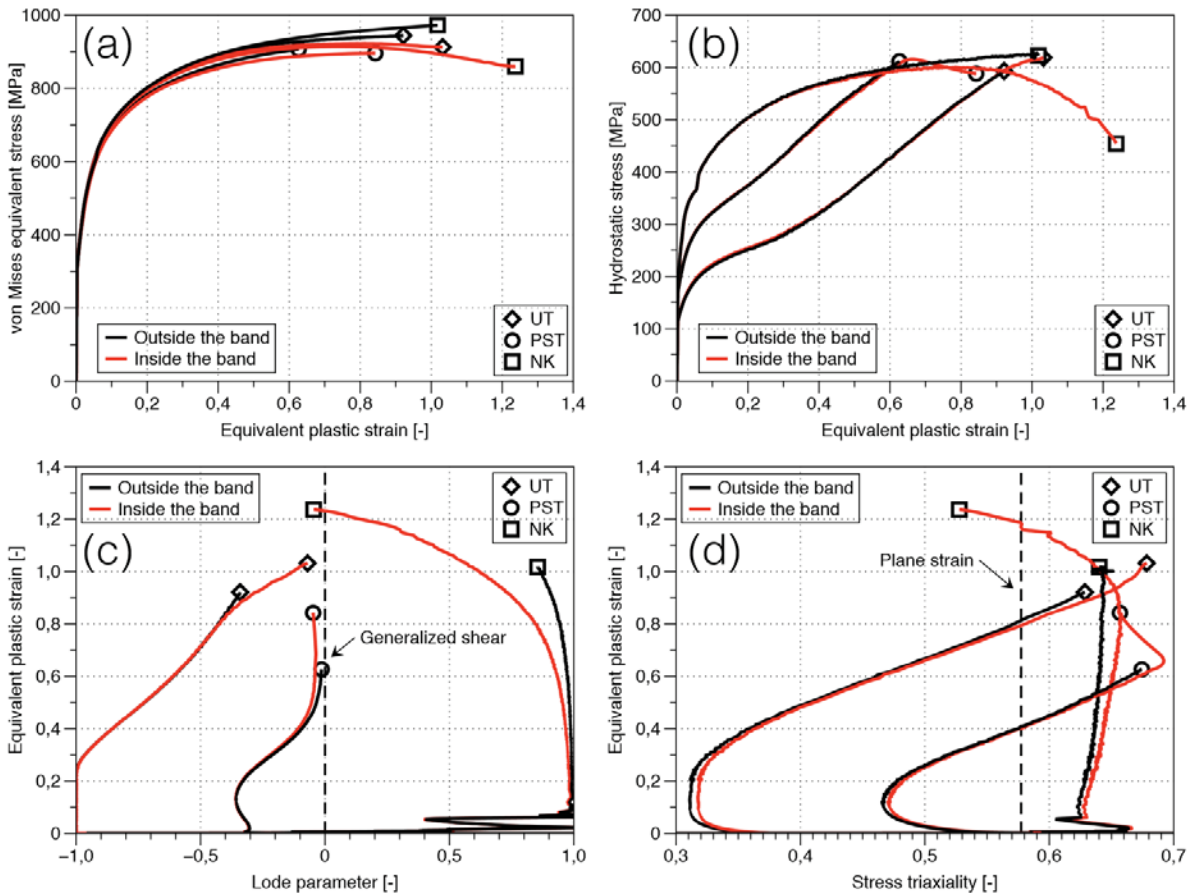 (a)
1000
800
600
400
200
0
von Mises equivalent stress [MPa]
Outside the band
Inside the band
UT
PST
NK
0 0,2 0,4 0,6 0,8 1,0 1,2 1,4
Equivalent plastic strain [-]
(b)
700
600
500
400
300
200
100
0
Hydrostatic stress [MPa]
Outside the band
Inside the band
UT
PST
NK
0 0,2 0,4 0,6 0,8 1,0 1,2 1,4
Equivalent plastic strain [-]
Outside the band
Inside the band
UT
PST
NK
(c)
1,4
1,2
1,0
0,8
0,6
0,4
0,2
0
Equivalent plastic strain [-]
Generalized shear
−1,0 −0,5 0 0,5 1,0
Lode parameter [-]
Outside the band
Inside the band
UT
PST
NK
(d)
1,4
1,2
1,0
0,8
0,6
0,4
0,2
0
Equivalent plastic strain [-]
Plane strain
0,3 0,4 0,5 0,6 0,7
Stress triaxiality [-]